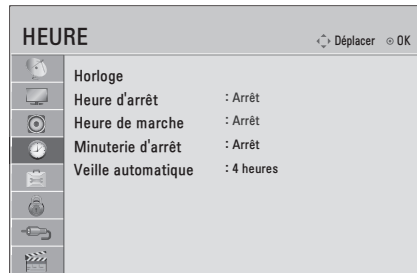 HEURE
Déplacer OK
Horloge
Heure d'arrêt : Arrêt
Heure de marche : Arrêt
Minuterie d'arrêt : Arrêt
Veille automatique : 4 heures